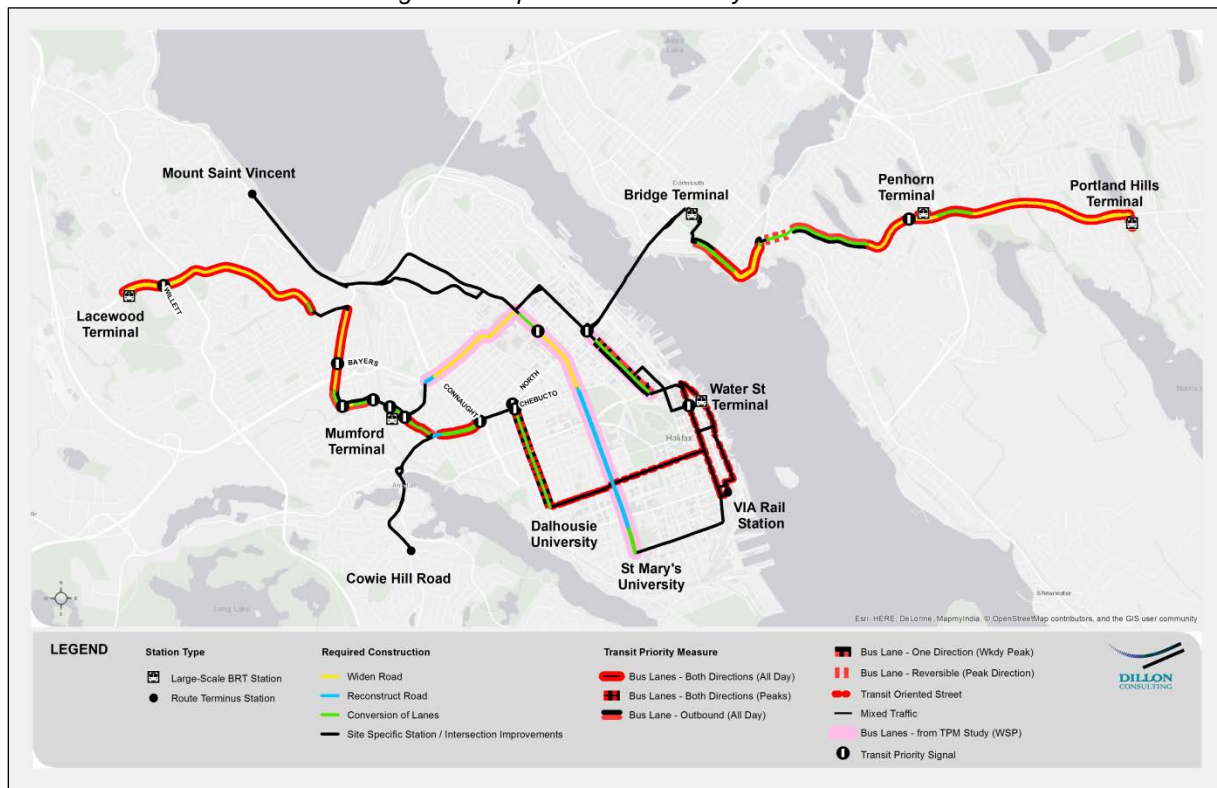 Mount Saint Vincent
Lacewood
Terminal
WILLETT
BAYERS
Mumford
Terminal
CONNAUGHT
NORTH
CHEBUCTO
Cowie Hill Road
Dalhousie
University
St Mary's
University
VIA Rail
Station
Halifax
Water St
Terminal
Bridge Terminal
Dartmouth
Penhorn
Terminal
Portland Hills
Terminal
Long Lake
Shearwater
Esri, HERE, DeLorme, MapmyIndia, © OpenStreetMap contributors, and the GIS user community
LEGEND
Station Type
Large-Scale BRT Station
Route Terminus Station
Required Construction
Widen Road
Reconstruct Road
Conversion of Lanes
Site Specific Station / Intersection Improvements
Transit Priority Measure
Bus Lanes - Both Directions (All Day)
Bus Lanes - Both Directions (Peaks)
Bus Lane - Outbound (All Day)
Bus Lane - One Direction (Wkdy Peak)
Bus Lane - Reversible (Peak Direction)
Transit Oriented Street
Mixed Traffic
Bus Lanes - from TPM Study (WSP)
Transit Priority Signal
DILLON
CONSULTING